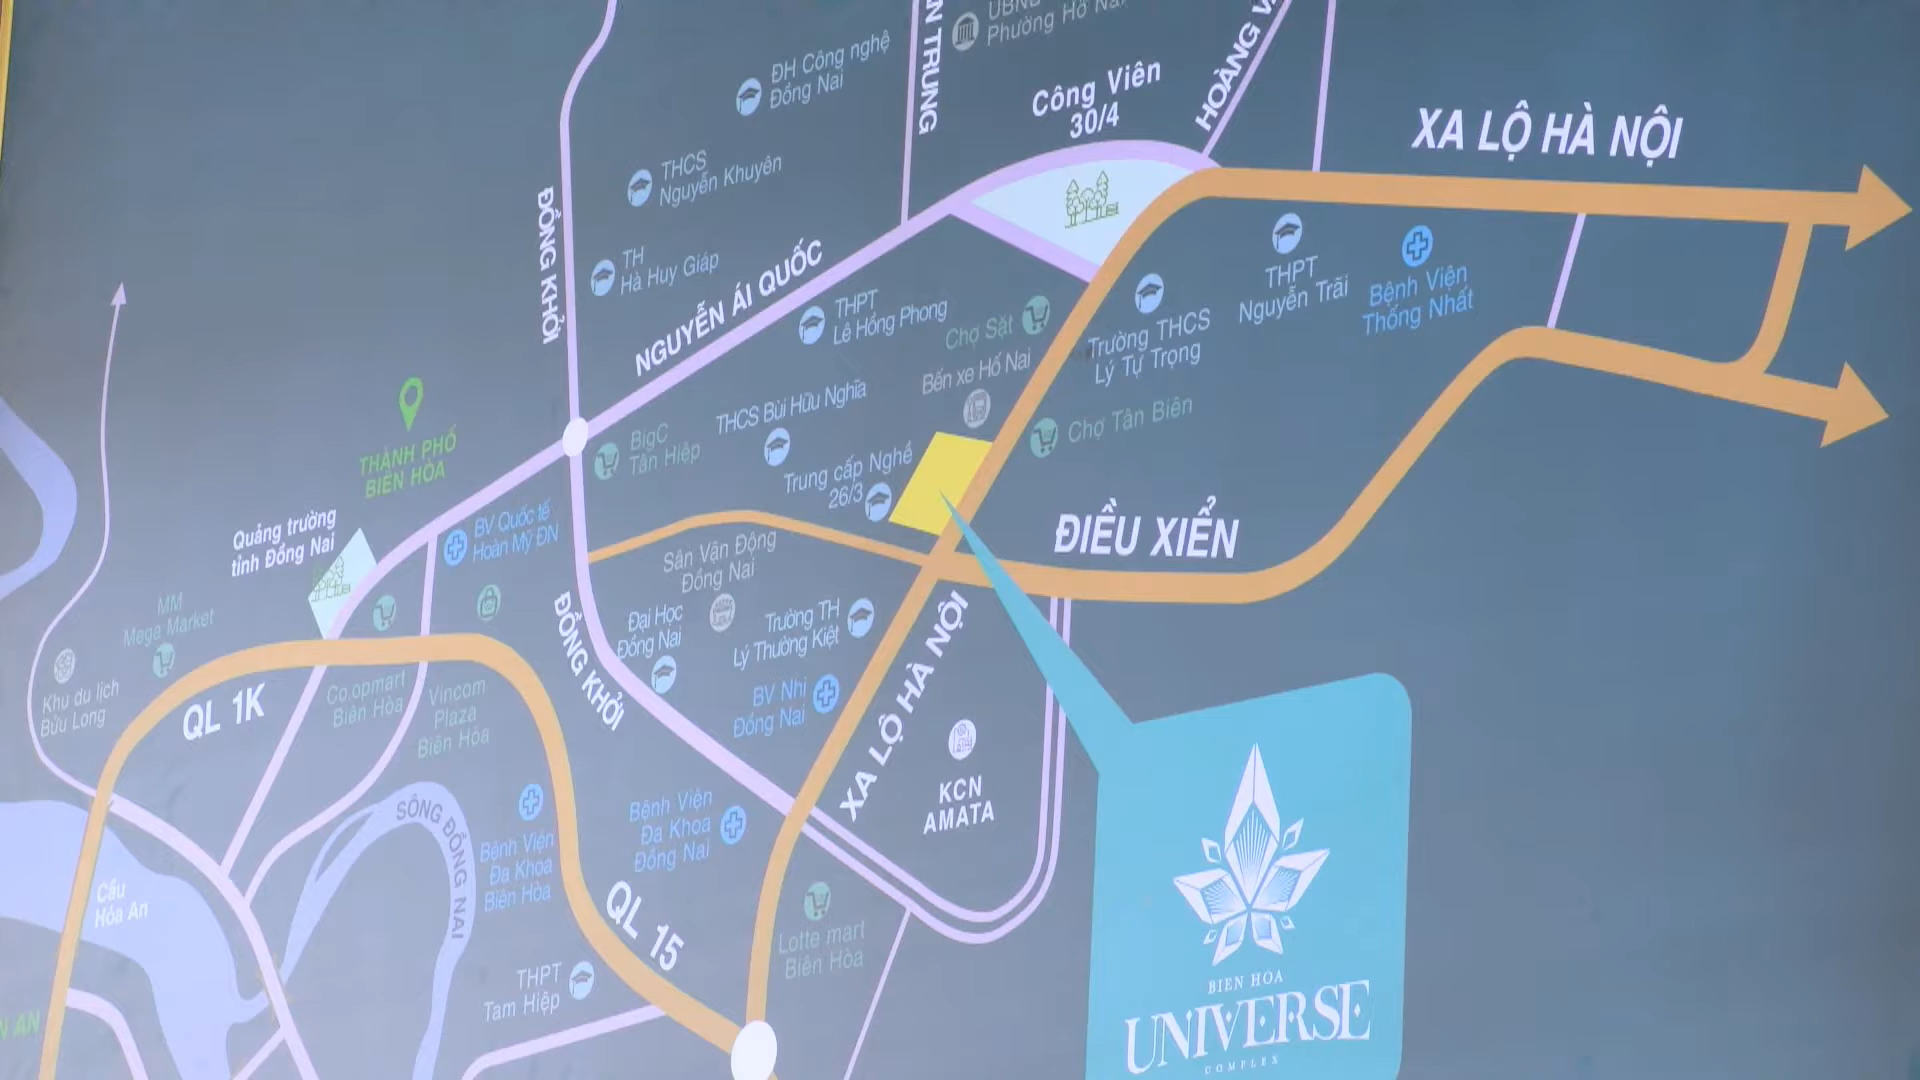 TRUNG
Phường Hố Nai
HOÀNG
ĐH Công nghệ
Đồng Nai
Công Viên
30/4
XA LỘ HÀ NỘI
THCS
Nguyễn Khuyên
ĐỒNG KHỞI
TH
Hà Huy Giáp
NGUYỄN ÁI QUỐC
THPT
Lê Hồng Phong
Chợ Sặt
Bến xe Hố Nai
Trường THCS
Lý Tự Trọng
THPT
Nguyễn Trãi
Bệnh Viện
Thống Nhất
THÀNH PHỐ
BIÊN HÒA
BigC
Tân Hiệp
THCS Bùi Hữu Nghĩa
Trung cấp Nghề
26/3
Chợ Tân Biên
Quảng trường
tỉnh Đồng Nai
BV Quốc tế
Hoàn Mỹ ĐN
ĐIỀU XIỂN
Sân Vận Động
Đồng Nai
MM
Mega Market
Đại Học
Đồng Nai
Trường TH
Lý Thường Kiệt
ĐỒNG KHỞI
XA LỘ HÀ NỘI
Khu du lịch
Bửu Long
QL 1K
Co.opmart
Biên Hòa
Vincom
Plaza
Biên Hòa
BV Nhi
Đồng Nai
KCN
AMATA
SÔNG ĐỒNG NAI
Bệnh Viện
Đa Khoa
Biên Hòa
Bệnh Viện
Đa Khoa
Đồng Nai
Cầu
Hóa An
QL 15
Lotte mart
Biên Hòa
THPT
Tam Hiệp
AN
BIEN HOA
UNIVERSE
COMPLEX